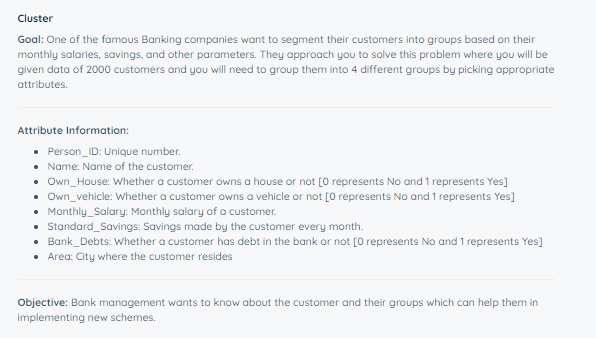 Cluster
Goal: One of the famous Banking companies want to segment their customers into groups based on their
monthly salaries, savings, and other parameters. They approach you to solve this problem where you will be
given data of 2000 customers and you will need to group them into 4 different groups by picking appropriate
attributes.
Attribute Information:
• Person_ID: Unique number.
• Name: Name of the customer.
• Own_House: Whether a customer owns a house or not [0 represents No and 1 represents Yes]
• Own_vehicle: Whether a customer owns a vehicle or not [0 represents No and 1 represents Yes]
• Monthly_Salary: Monthly salary of a customer.
• Standard_Savings: Savings made by the customer every month.
• Bank_Debts: Whether a customer has debt in the bank or not [0 represents No and 1 represents Yes]
• Area: City where the customer resides
Objective: Bank management wants to know about the customer and their groups which can help them in
implementing new schemes.